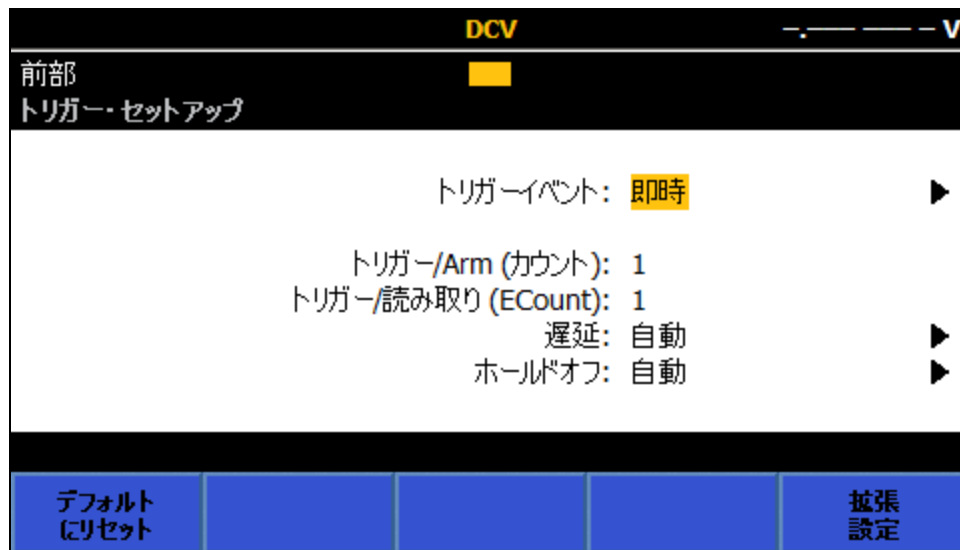 DCV -.--- --- - V
前部
トリガー・セットアップ
トリガーイベント: 即時
トリガー/Arm (カウント): 1
トリガー/読み取り (ECount): 1
遅延: 自動
ホールドオフ: 自動
デフォルト
にリセット
拡張
設定